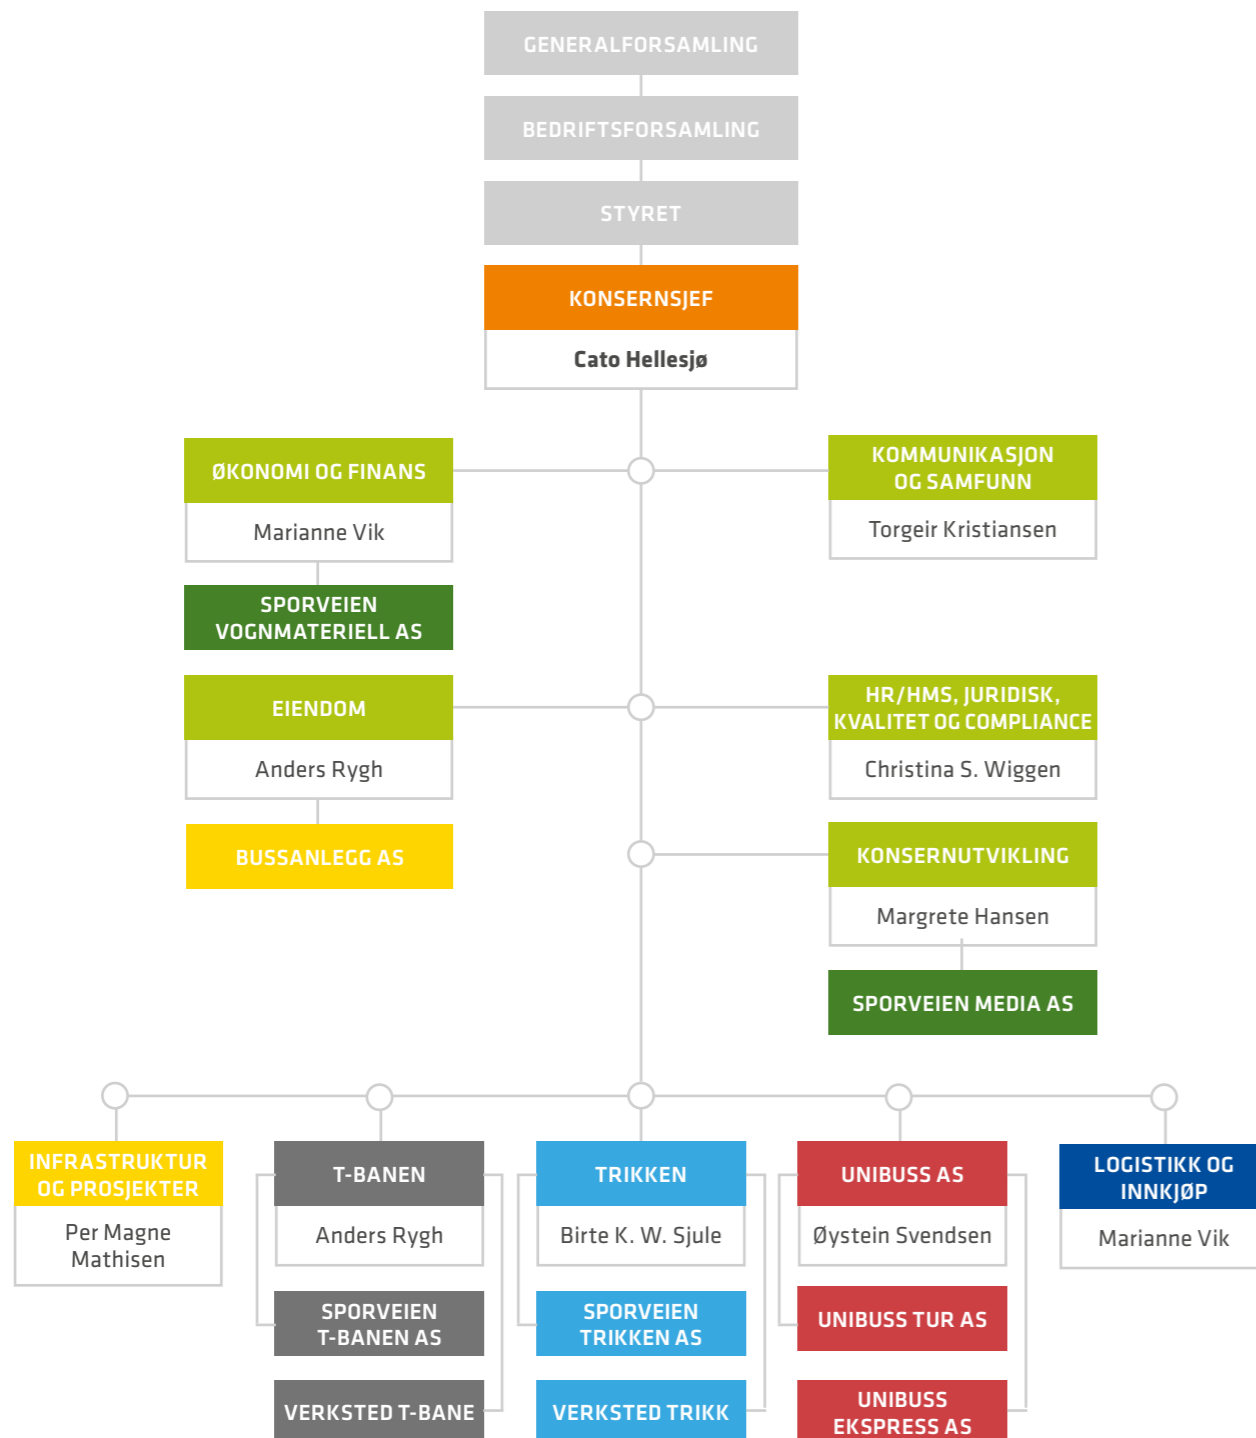 GENERALFORSAMLING
BEDRIFTSFORSAMLING
STYRET
KONSERNSJEF
Cato Hellesjø
ØKONOMI OG FINANS
Marianne Vik
SPORVEIEN
VOGNMATERIELL AS
KOMMUNIKASJON
OG SAMFUNN
Torgeir Kristiansen
EIENDOM
Anders Rygh
BUSSANLEGG AS
HR/HMS, JURIDISK,
KVALITET OG COMPLIANCE
Christina S. Wiggen
KONSERNUTVIKLING
Margrete Hansen
SPORVEIEN MEDIA AS
INFRASTRUKTUR
OG PROSJEKTER
Per Magne
Mathisen
T-BANEN
Anders Rygh
SPORVEIEN
T-BANEN AS
VERKSTED T-BANE
TRIKKEN
Birte K. W. Sjule
SPORVEIEN
TRIKKEN AS
VERKSTED TRIKK
UNIBUSS AS
Øystein Svendsen
UNIBUSS TUR AS
UNIBUSS
EKSPRESS AS
LOGISTIKK OG
INNKJØP
Marianne Vik